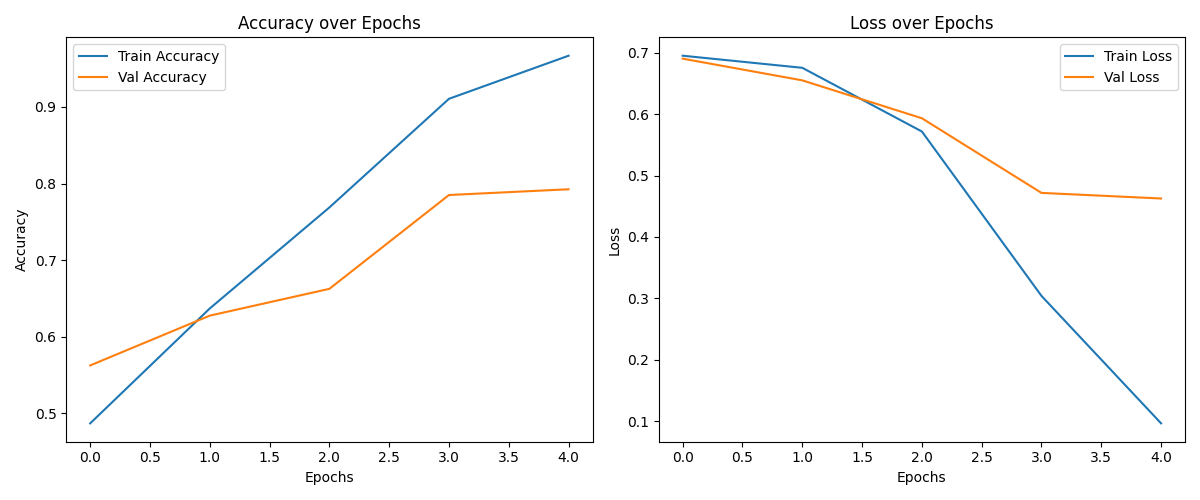 Accuracy over Epochs
Train Accuracy
Val Accuracy
Accuracy
0.9
0.8
0.7
0.6
0.5
0.0 0.5 1.0 1.5 2.0 2.5 3.0 3.5 4.0
Epochs
Loss over Epochs
Train Loss
Val Loss
Loss
0.7
0.6
0.5
0.4
0.3
0.2
0.1
0.0 0.5 1.0 1.5 2.0 2.5 3.0 3.5 4.0
Epochs